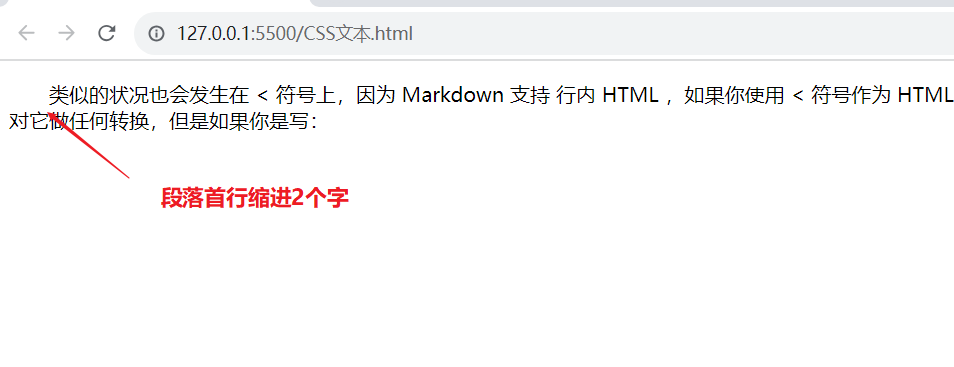 127.0.0.1:5500/CSS文本.html
类似的状况也会发生在 < 符号上，因为 Markdown 支持 行内 HTML ，如果你使用 < 符号作为 HTML
对它做任何转换，但是如果你是写：
段落首行缩进2个字